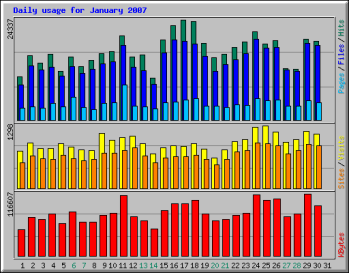 Daily usage for January 2007
24337
Pages / Files / Hits
1298
Sites / Visits
116607
KBytes
1 2 3 4 5 6 7 8 9 10 11 12 13 14 15 16 17 18 19 20 21 22 23 24 25 26 27 28 29 30 31